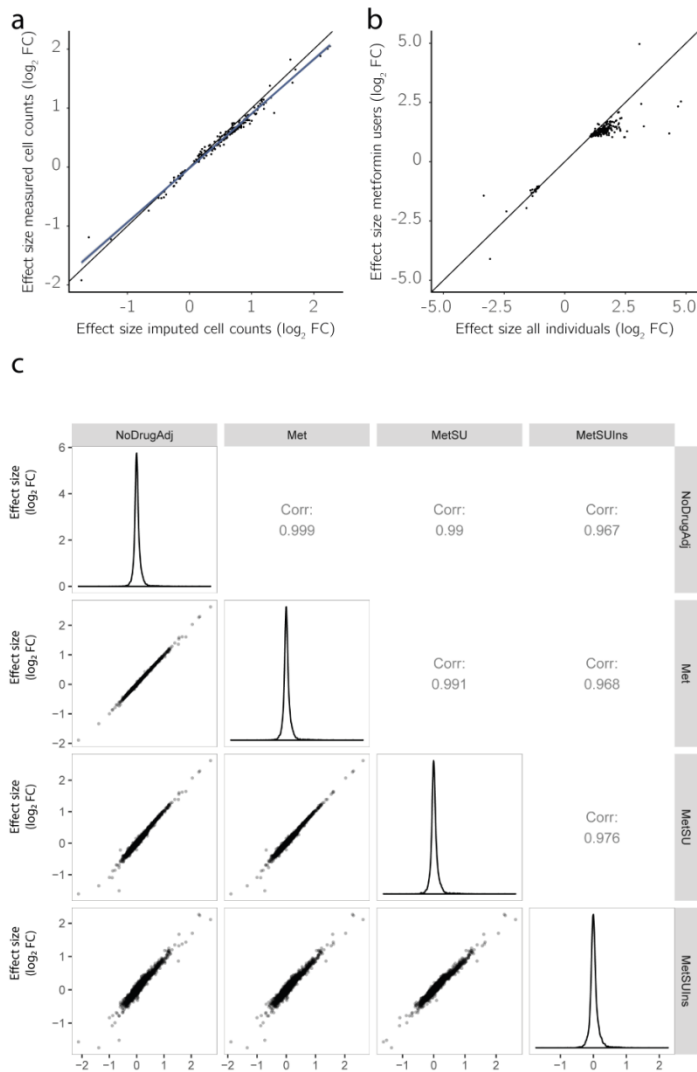 a
b
2
1
0
-1
-2
Effect size measured cell counts (log2 FC)
-1
0
1
2
Effect size imputed cell counts (log2 FC)
5.0
2.5
0
-2.5
-5.0
Effect size metformin users (log2 FC)
-5.0
-2.5
0
2.5
5.0
Effect size all individuals (log2 FC)
c
NoDrugAdj
Met
MetSU
MetSUIns
6
4
2
0
Effect size
(log2 FC)
Corr:
0.999
Corr:
0.99
Corr:
0.967
NoDrugAdj
2
1
0
−1
−2
Effect size
(log2 FC)
Corr:
0.991
Corr:
0.968
Met
2
1
0
−1
Effect size
(log2 FC)
Corr:
0.976
MetSU
2
1
0
−1
Effect size
(log2 FC)
MetSUIns
−2
−1
0
1
2
−1
0
1
2
−1
0
1
2
−1
0
1
2